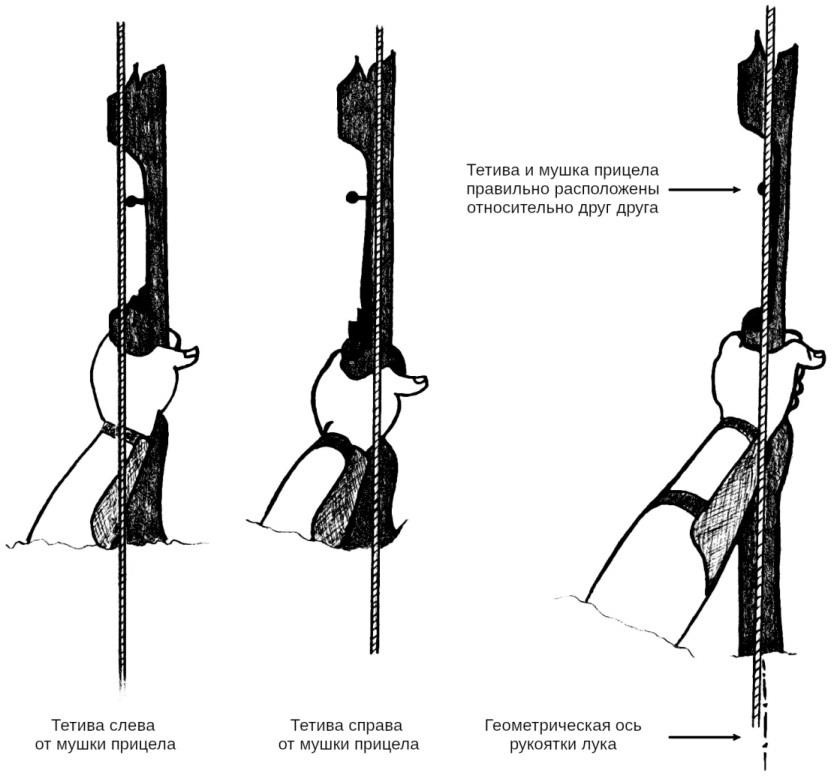 Тетива и мушка прицела
правильно расположены
относительно друг друга
Тетива слева
от мушки прицела
Тетива справа
от мушки прицела
Геометрическая ось
рукоятки лука